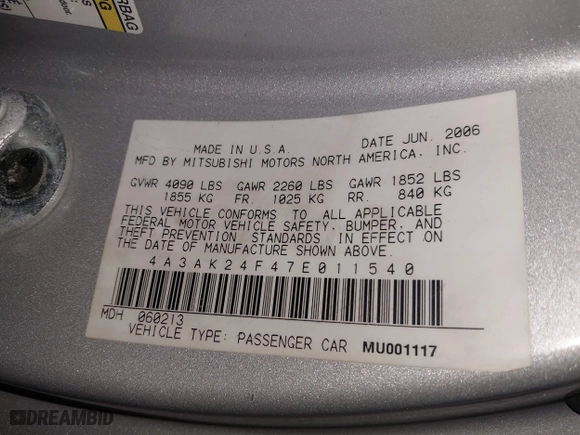 RBAG
MADE IN U.S.A. DATE JUN. 2006
MFD BY MITSUBISHI MOTORS NORTH AMERICA, INC.
GVWR 4090 LBS GAWR 2260 LBS GAWR 1852 LBS
1855 KG FR. 1025 KG RR. 840 KG
THIS VEHICLE CONFORMS TO ALL APPLICABLE
FEDERAL MOTOR VEHICLE SAFETY, BUMPER, AND
THEFT PREVENTION STANDARDS IN EFFECT ON
THE DATE OF MANUFACTURE SHOWN ABOVE.
4A3AK24F47E011540
MDH 060213
VEHICLE TYPE: PASSENGER CAR MU001117
DREAMBID